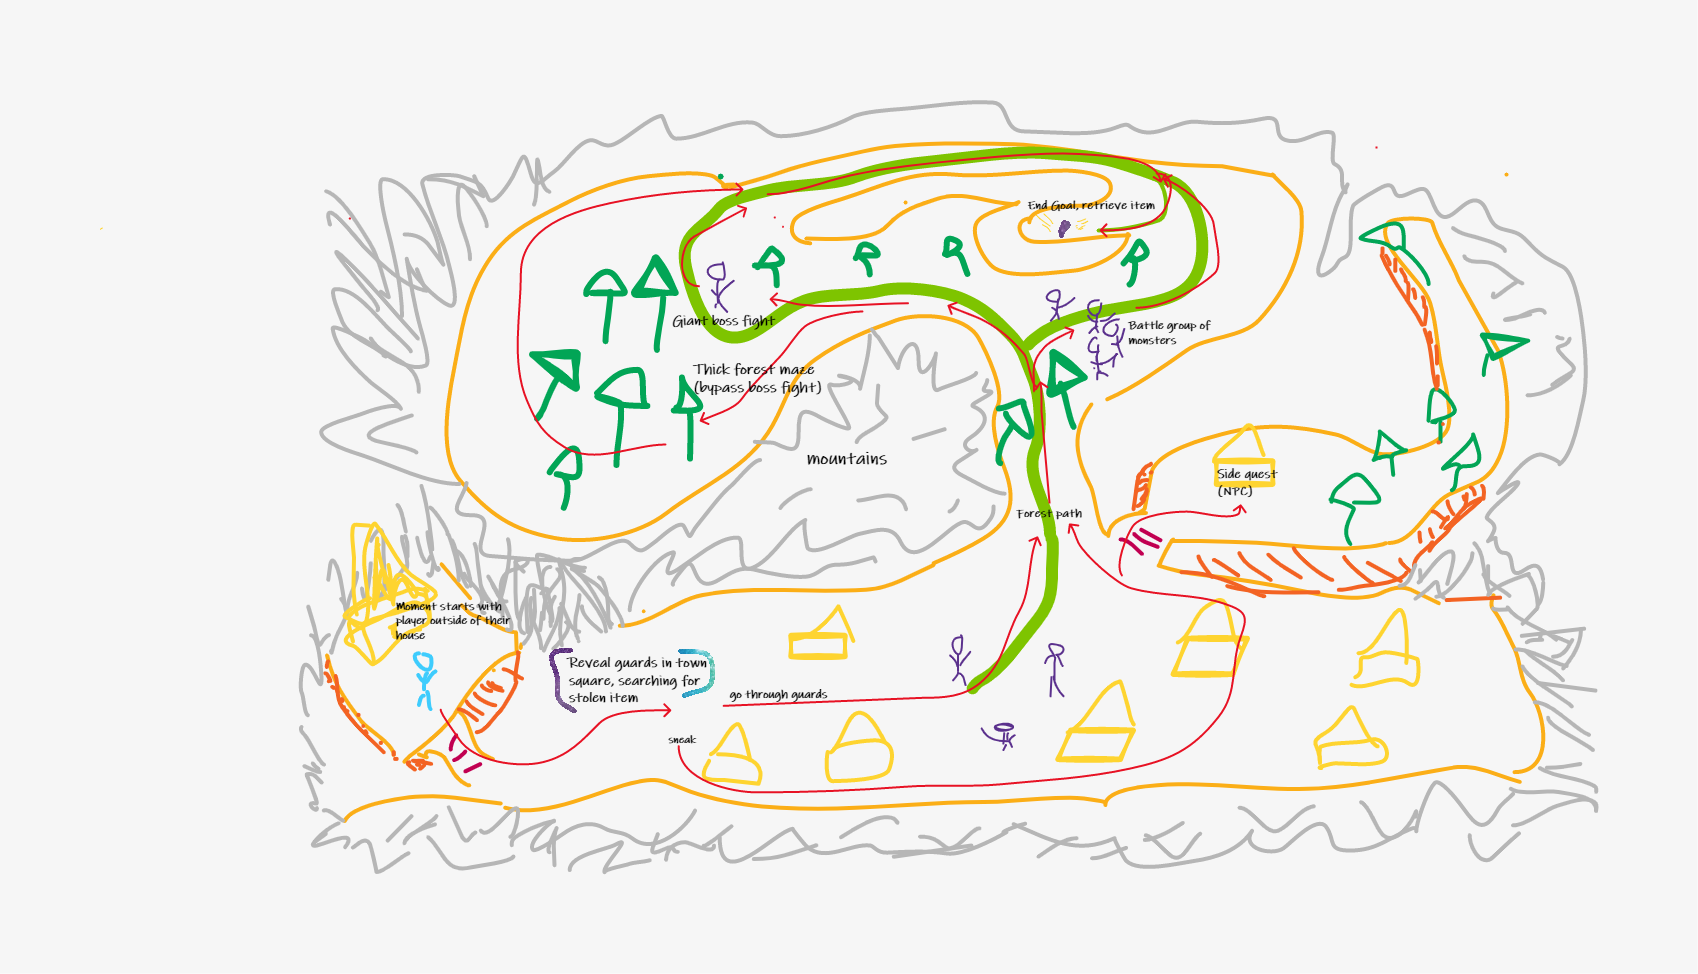 End Goal, retrieve item
Giant boss fight
Battle group of
monsters
Thick forest maze
(bypass boss fight)
mountains
Side quest
(NPC)
Forest path
Moment starts with
player outside of their
house
Reveal guards in town
square, searching for
stolen item
go through guards
sneak